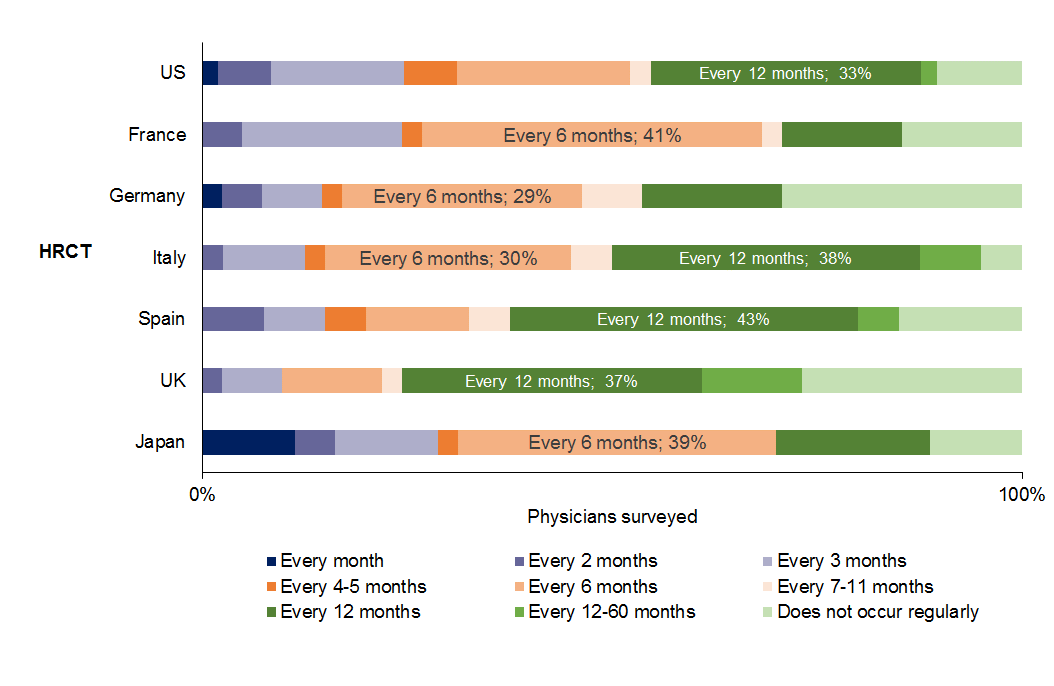 US
Every 12 months; 33%
France
Every 6 months; 41%
Germany
Every 6 months; 29%
HRCT
Italy
Every 6 months; 30%
Every 12 months; 38%
Spain
Every 12 months; 43%
UK
Every 12 months; 37%
Japan
Every 6 months; 39%
0%
100%
Physicians surveyed
Every month
Every 2 months
Every 3 months
Every 4-5 months
Every 6 months
Every 7-11 months
Every 12 months
Every 12-60 months
Does not occur regularly